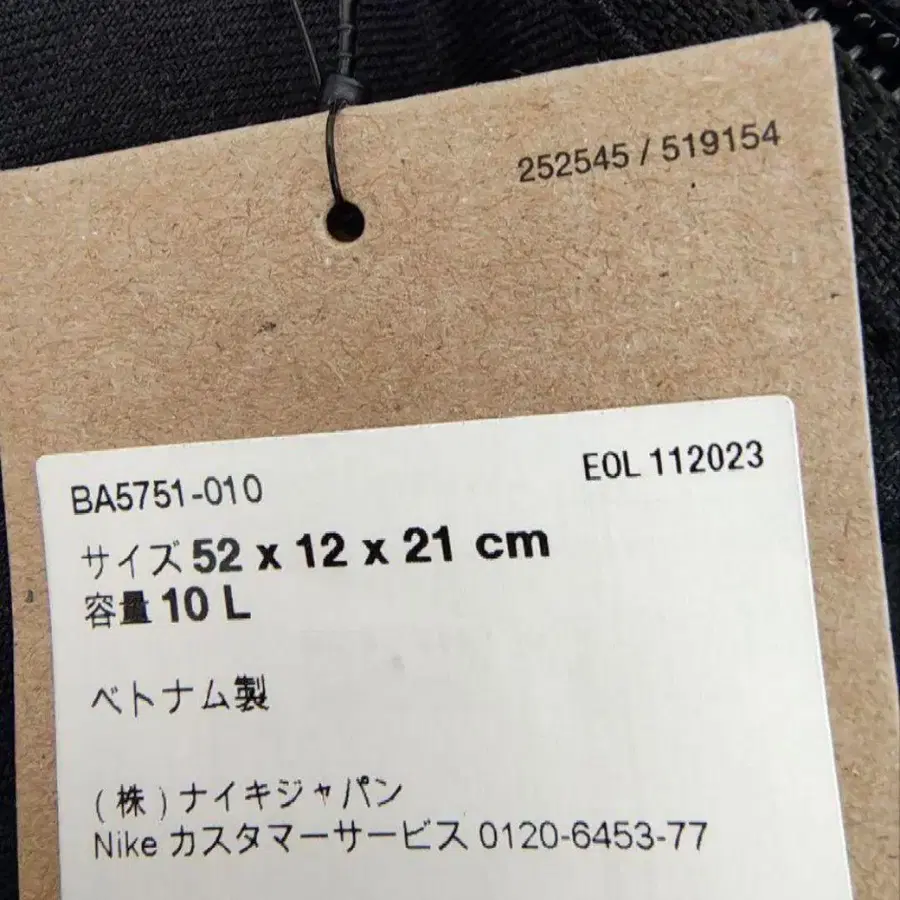 252545 / 519154
EOL 112023
BA5751-010
サイズ 52 x 12 x 21 cm
容量 10 L
ベトナム製
(株)ナイキジャパン
Nike カスタマーサービス 0120-6453-77